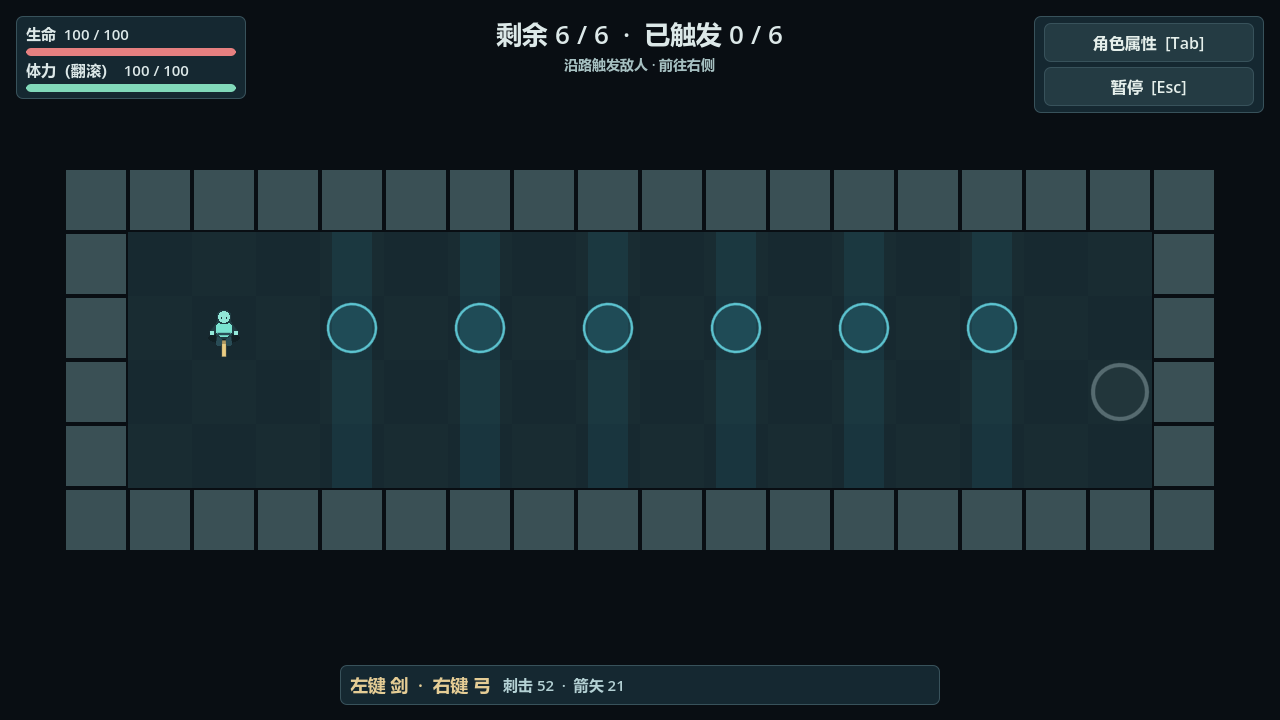 生命 100 / 100
体力（翻滚） 100 / 100
剩余 6 / 6 · 已触发 0 / 6
沿路触发敌人 · 前往右侧
角色属性 [Tab]
暂停 [Esc]
左键 剑 · 右键 弓 刺击 52 · 箭矢 21